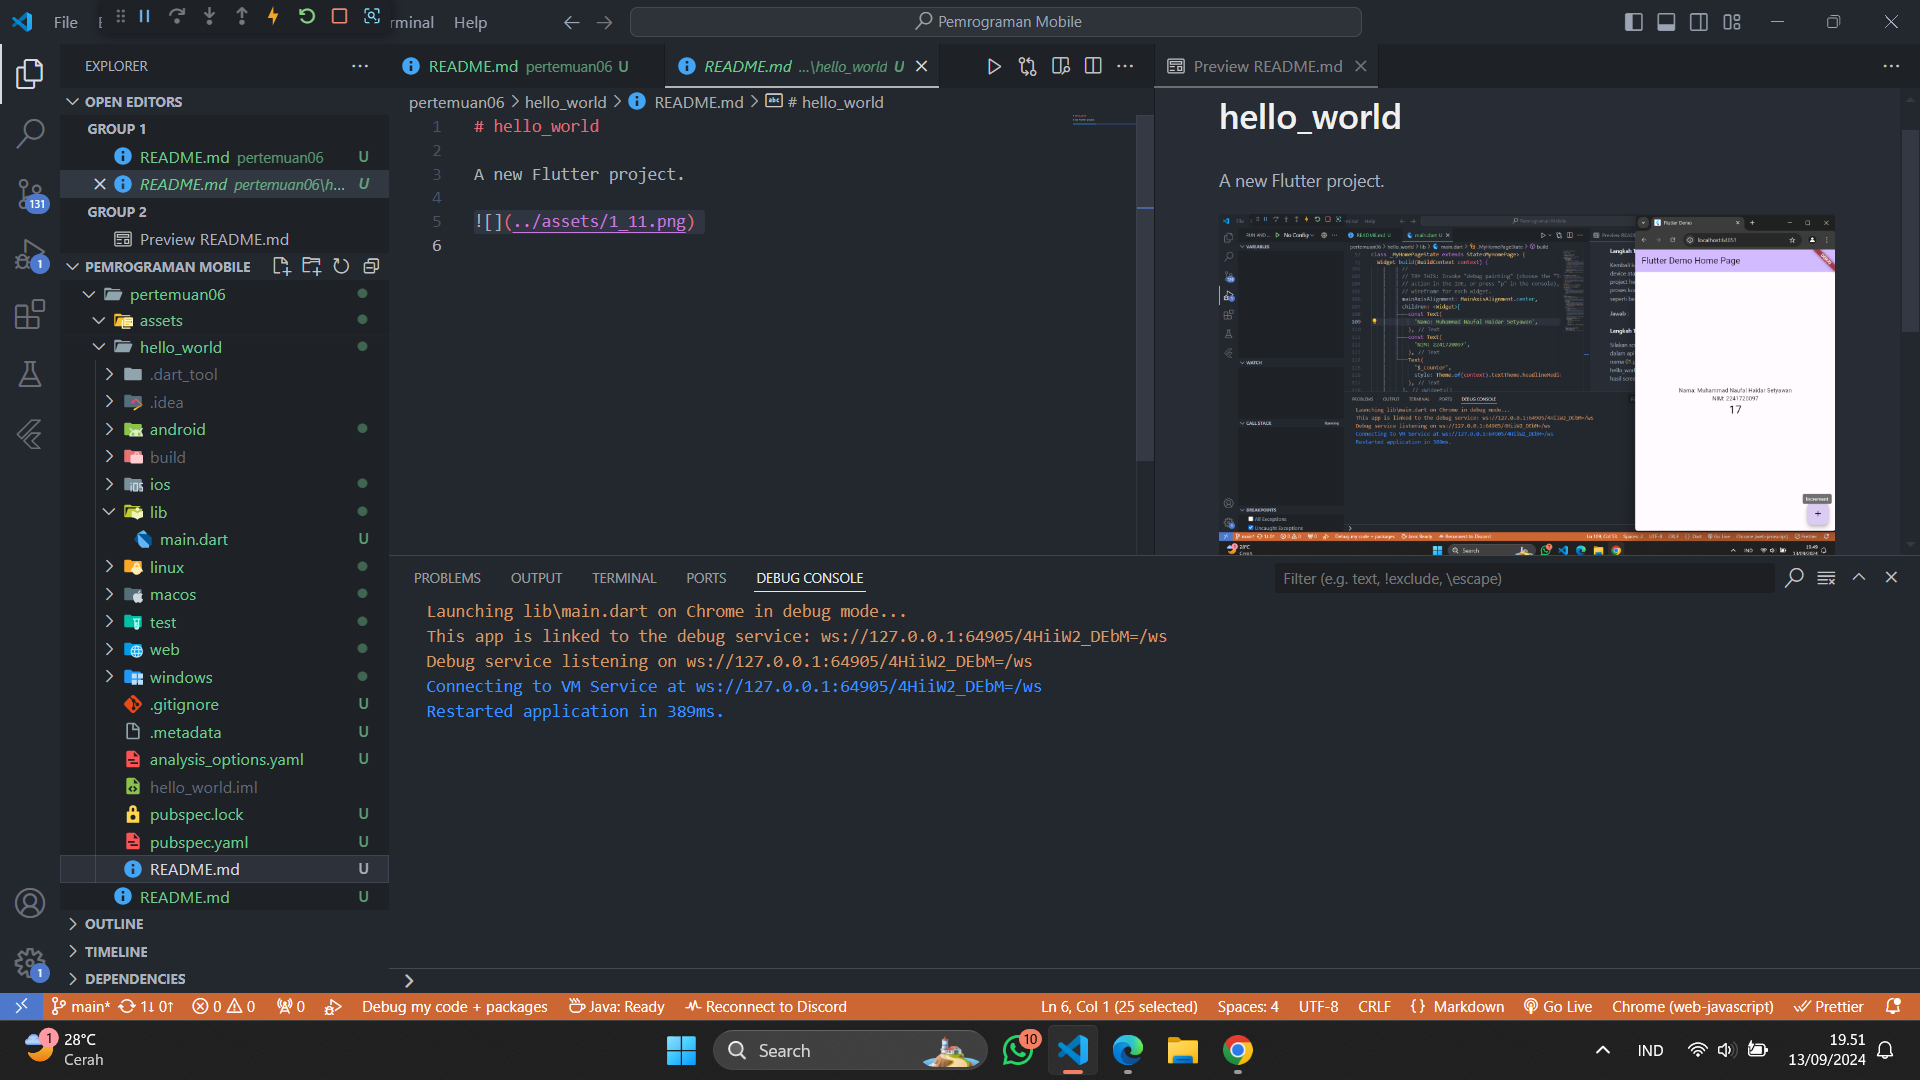 File
E
rminal
Help
Pemrograman Mobile
EXPLORER
OPEN EDITORS
GROUP 1
README.md pertemuan06 U
README.md pertemuan06\h... U
GROUP 2
Preview README.md
PEMROGRAMAN MOBILE
pertemuan06
assets
hello_world
.dart_tool
.idea
android
build
ios
lib
main.dart U
linux
macos
test
web
windows
.gitignore U
.metadata U
analysis_options.yaml U
hello_world.iml
pubspec.lock U
pubspec.yaml U
README.md U
README.md U
OUTLINE
TIMELINE
DEPENDENCIES
131
1
1
README.md pertemuan06 U
README.md ...\hello_world U
pertemuan06 > hello_world > README.md > # hello_world
1 # hello_world
2
3 A new Flutter project.
4
5 ![](../assets/1_11.png)
6
Preview README.md
hello_world
A new Flutter project.
Flutter Demo
localhost:64851
Flutter Demo Home Page
Nama: Muhammad Naufal Haidar Setyawan
NIM: 2241720097
17
Increment
PROBLEMS
OUTPUT
TERMINAL
PORTS
DEBUG CONSOLE
Filter (e.g. text, !exclude, \escape)
Launching lib\main.dart on Chrome in debug mode...
This app is linked to the debug service: ws://127.0.0.1:64905/4HiiW2_DEbM=/ws
Debug service listening on ws://127.0.0.1:64905/4HiiW2_DEbM=/ws
Connecting to VM Service at ws://127.0.0.1:64905/4HiiW2_DEbM=/ws
Restarted application in 389ms.
main* 1↓ 0↑ 0 0 0 Debug my code + packages Java: Ready Reconnect to Discord
Ln 6, Col 1 (25 selected) Spaces: 4 UTF-8 CRLF {} Markdown Go Live Chrome (web-javascript) Prettier
1
28°C
Cerah
Search
10
IND
19.51
13/09/2024